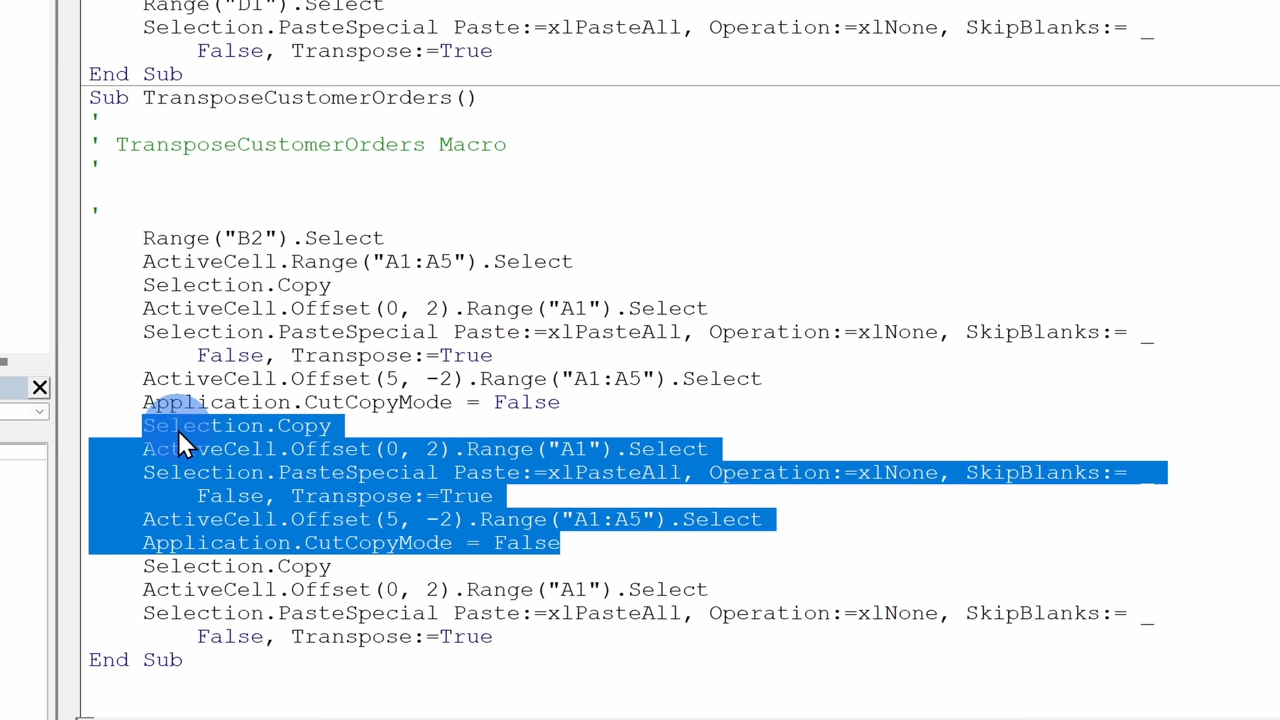 Range("D1").Select
Selection.PasteSpecial Paste:=xlPasteAll, Operation:=xlNone, SkipBlanks:= _
False, Transpose:=True
End Sub
Sub TransposeCustomerOrders()
'
' TransposeCustomerOrders Macro
'
'
Range("B2").Select
ActiveCell.Range("A1:A5").Select
Selection.Copy
ActiveCell.Offset(0, 2).Range("A1").Select
Selection.PasteSpecial Paste:=xlPasteAll, Operation:=xlNone, SkipBlanks:= _
False, Transpose:=True
ActiveCell.Offset(5, -2).Range("A1:A5").Select
Application.CutCopyMode = False
Selection.Copy
ActiveCell.Offset(0, 2).Range("A1").Select
Selection.PasteSpecial Paste:=xlPasteAll, Operation:=xlNone, SkipBlanks:= _
False, Transpose:=True
ActiveCell.Offset(5, -2).Range("A1:A5").Select
Application.CutCopyMode = False
Selection.Copy
ActiveCell.Offset(0, 2).Range("A1").Select
Selection.PasteSpecial Paste:=xlPasteAll, Operation:=xlNone, SkipBlanks:= _
False, Transpose:=True
End Sub